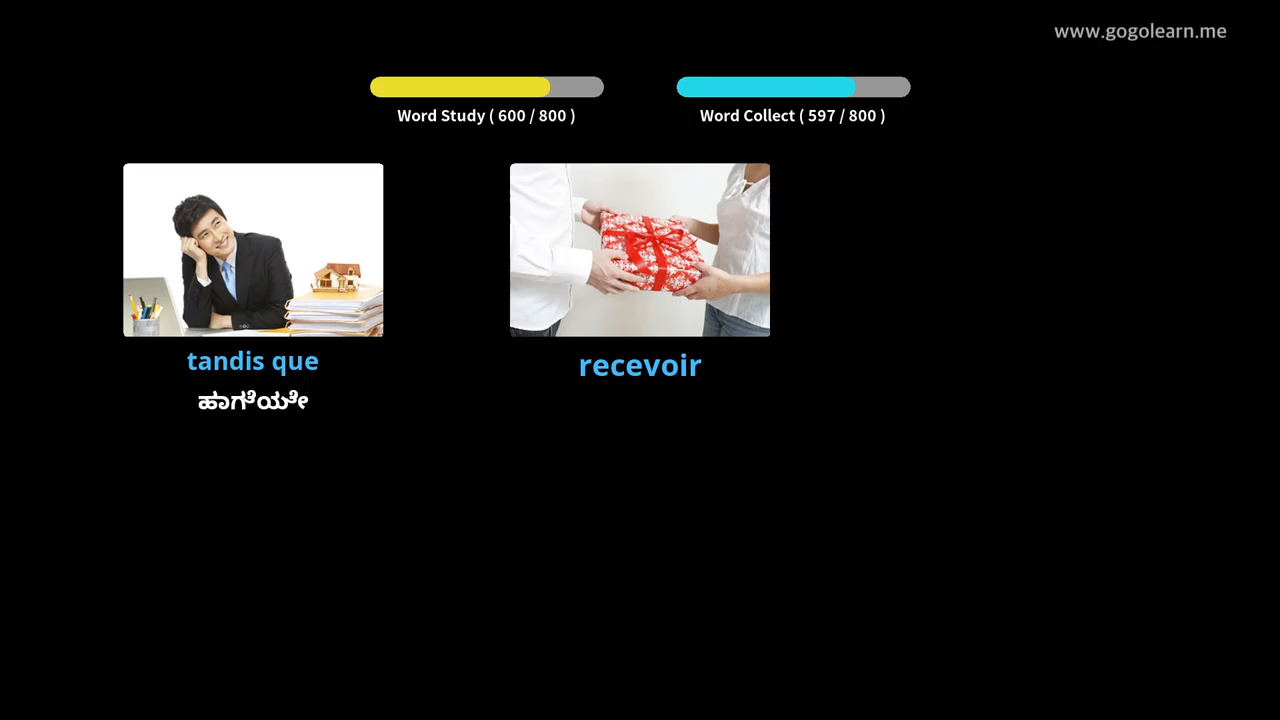 www.gogolearn.me
Word Study ( 600 / 800 )
Word Collect ( 597 / 800 )
tandis que
recevoir
ಹಾಗೆಯೇ